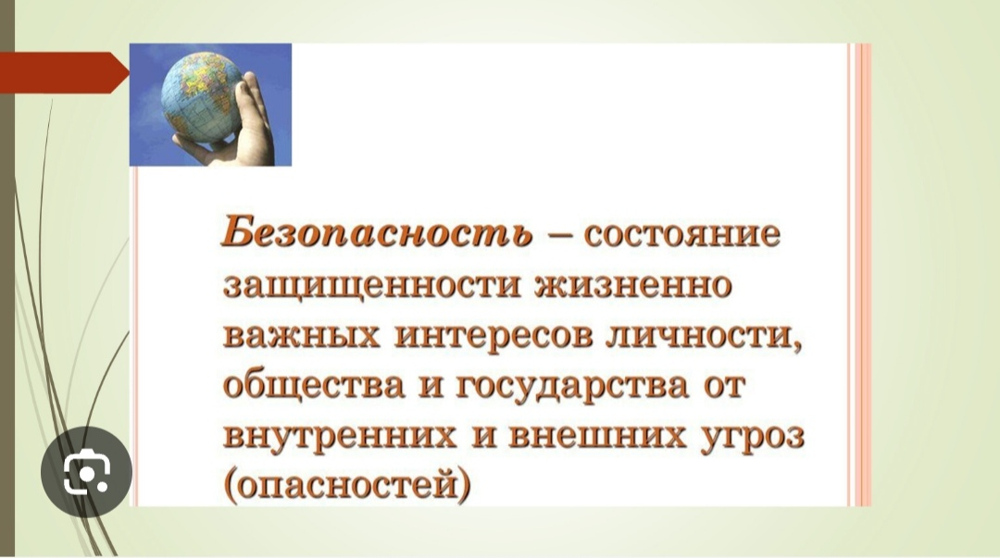 Безопасность – состояние
защищенности жизненно
важных интересов личности,
общества и государства от
внутренних и внешних угроз
(опасностей)